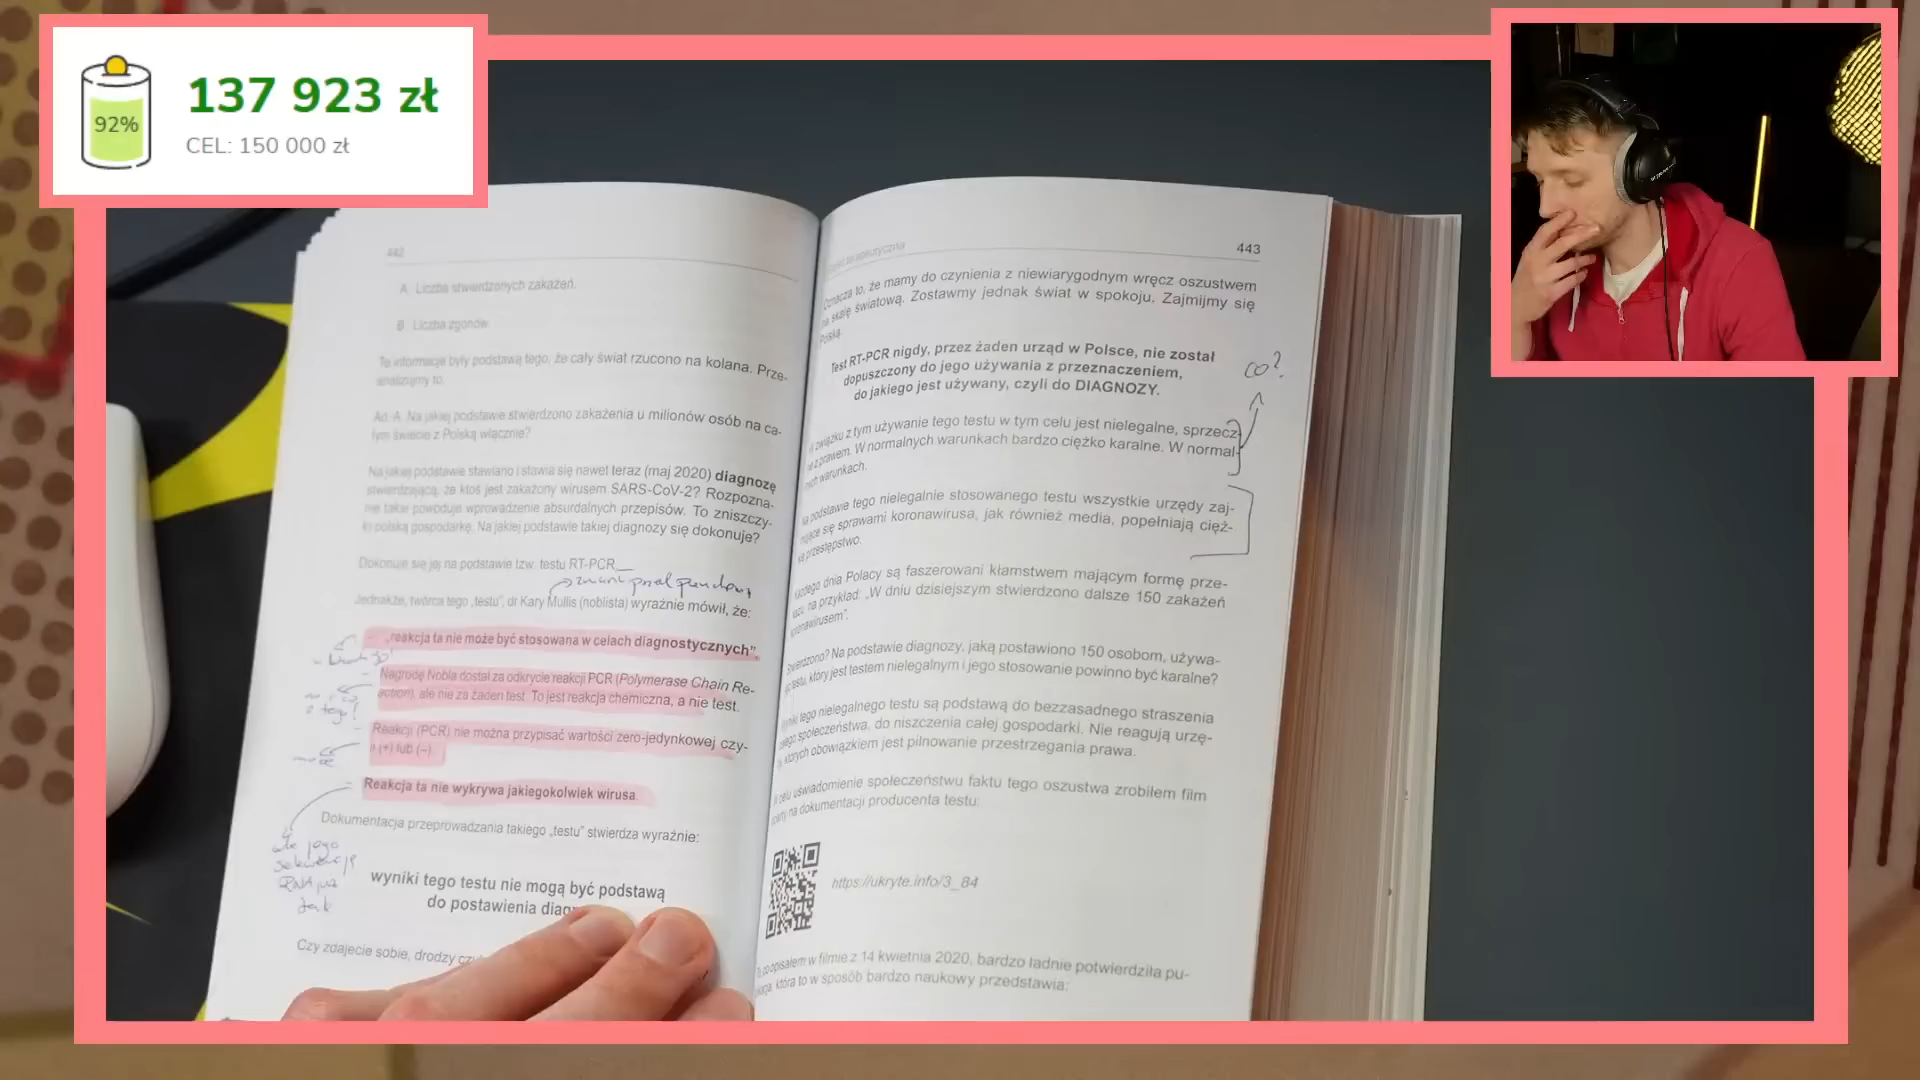 137 923 zł
92%
CEL: 150 000 zł
442
A. Liczba stwierdzonych zakażeń.
B. Liczba zgonów.
Te informacje były podstawą tego, że cały świat rzucono na kolana. Prze-
analizujmy to.
Ad. A. Na jakiej podstawie stwierdzono zakażenia u milionów osób na ca-
łym świecie z Polską włącznie?
Na jakiej podstawie stawiano i stawia się nawet teraz (maj 2020) diagnozę
stwierdzającą, że ktoś jest zakażony wirusem SARS-CoV-2? Rozpozna-
nie takie powoduje wprowadzenie absurdalnych przepisów. To zniszczy-
ło polską gospodarkę. Na jakiej podstawie takiej diagnozy się dokonuje?
Dokonuje się jej na podstawie tzw. testu RT-PCR
Jednakże, twórca tego „testu", dr Kary Mullis (noblista) wyraźnie mówił, że:
– „reakcja ta nie może być stosowana w celach diagnostycznych”.
– Nagrodę Nobla dostał za odkrycie reakcji PCR (Polymerase Chain Re-
action), ale nie za żaden test. To jest reakcja chemiczna, a nie test.
– Reakcji (PCR) nie można przypisać wartości zero-jedynkowej czy-
li (+) lub (–).
– Reakcja ta nie wykrywa jakiegokolwiek wirusa.
Dokumentacja przeprowadzania takiego „testu” stwierdza wyraźnie:
wyniki tego testu nie mogą być podstawą
do postawienia
Czy zdajecie sobie, drodzy
443
Oznacza to, że mamy do czynienia z niewiarygodnym wręcz oszustwem
na skalę światową. Zostawmy jednak świat w spokoju. Zajmijmy się
Polską.
Test RT-PCR nigdy, przez żaden urząd w Polsce, nie został
dopuszczony do jego używania z przeznaczeniem,
do jakiego jest używany, czyli do DIAGNOZY.
co?
W związku z tym używanie tego testu w tym celu jest nielegalne, sprzecz-
ne z prawem. W normalnych warunkach bardzo ciężko karalne. W normal-
nych warunkach.
Na podstawie tego nielegalnie stosowanego testu wszystkie urzędy zaj-
mujące się sprawami koronawirusa, jak również media, popełniają cięż-
kie przestępstwo.
Każdego dnia Polacy są faszerowani kłamstwem mającym formę prze-
kazu, na przykład: „W dniu dzisiejszym stwierdzono dalsze 150 zakażeń
koronawirusem”.
Stwierdzono? Na podstawie diagnozy, jaką postawiono 150 osobom, używa-
jąc testu, który jest testem nielegalnym i jego stosowanie powinno być karalne?
Wyniki tego nielegalnego testu są podstawą do bezzasadnego straszenia
całego społeczeństwa, do niszczenia całej gospodarki. Nie reagują urzę-
dy, których obowiązkiem jest pilnowanie przestrzegania prawa.
W celu uświadomienie społeczeństwu faktu tego oszustwa zrobiłem film
oparty na dokumentacji producenta testu:
https://ukryte.info/3_84
To, co opisałem w filmie z 14 kwietnia 2020, bardzo ładnie potwierdziła pu-
blikacja, która to w sposób bardzo naukowy przedstawia: